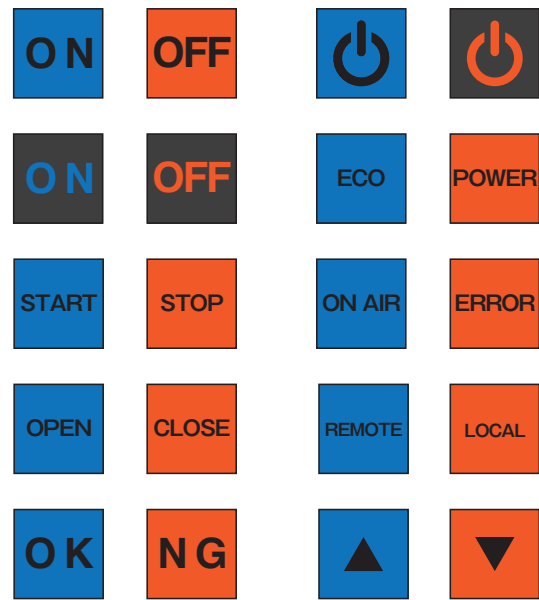 ON OFF
ON OFF ECO POWER
START STOP ON AIR ERROR
OPEN CLOSE REMOTE LOCAL
OK NG